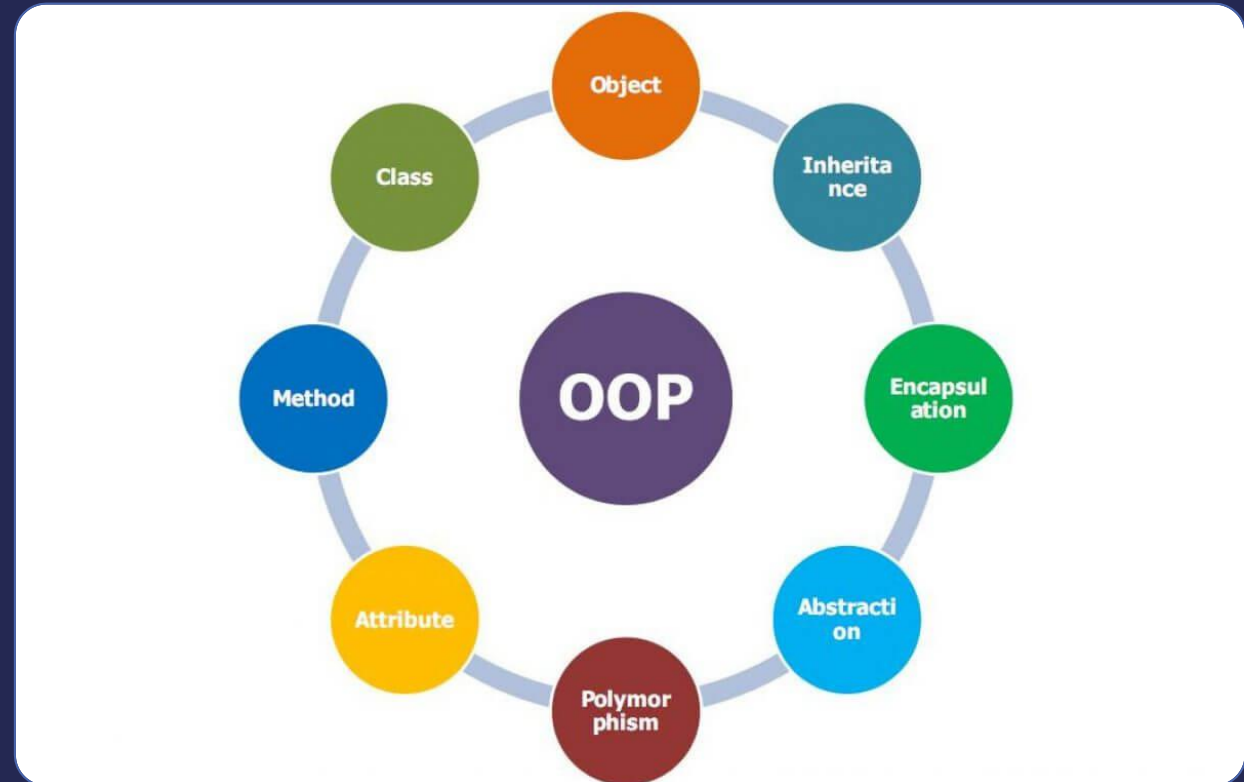 Object
Inherita
nce
Encapsul
ation
Abstracti
on
Polymor
phism
Attribute
Method
Class
OOP